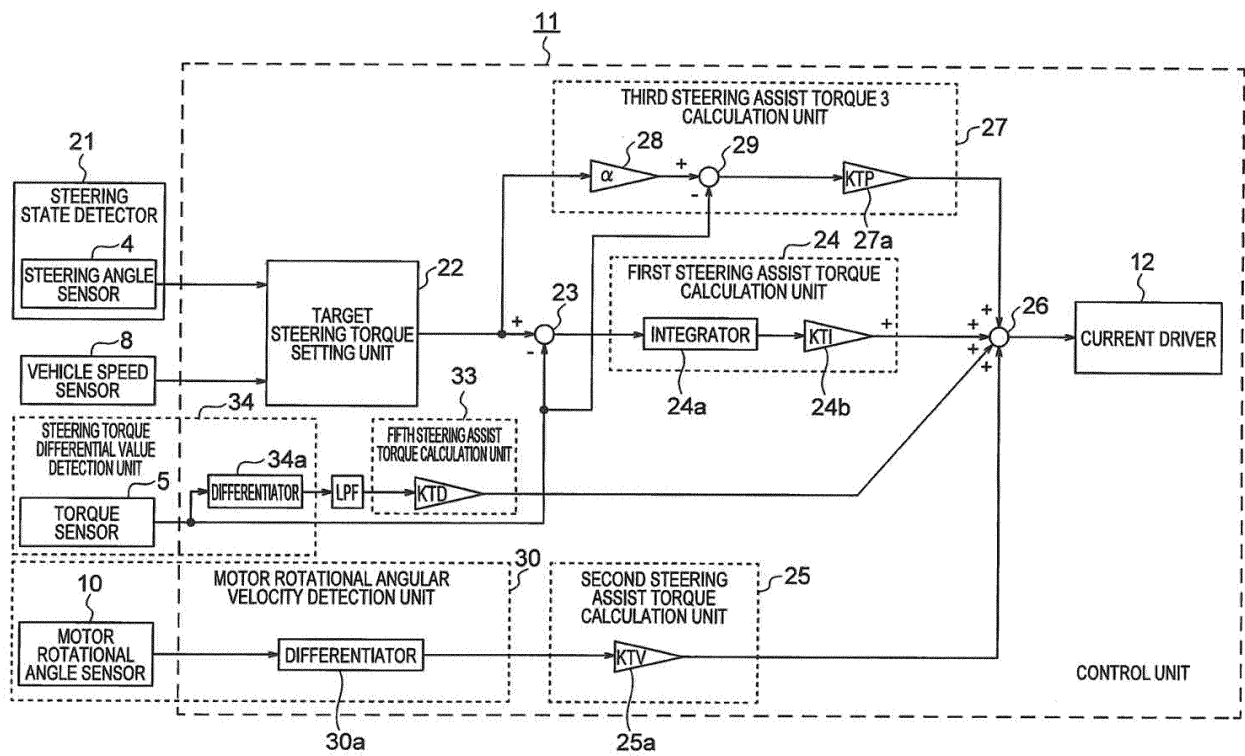 11
THIRD STEERING ASSIST TORQUE 3
CALCULATION UNIT
27
28
29
α
+
-
KTP
27a
21
STEERING
STATE DETECTOR
4
STEERING ANGLE
SENSOR
8
VEHICLE SPEED
SENSOR
22
TARGET
STEERING TORQUE
SETTING UNIT
23
+
-
24
FIRST STEERING ASSIST TORQUE
CALCULATION UNIT
INTEGRATOR
KTI
+
24a
24b
+
+
+
+
26
12
CURRENT DRIVER
34
STEERING TORQUE
DIFFERENTIAL VALUE
DETECTION UNIT
5
TORQUE
SENSOR
34a
DIFFERENTIATOR
LPF
33
FIFTH STEERING ASSIST
TORQUE CALCULATION UNIT
KTD
30
MOTOR ROTATIONAL ANGULAR
VELOCITY DETECTION UNIT
10
MOTOR
ROTATIONAL
ANGLE SENSOR
DIFFERENTIATOR
30a
25
SECOND STEERING
ASSIST TORQUE
CALCULATION UNIT
KTV
25a
CONTROL UNIT